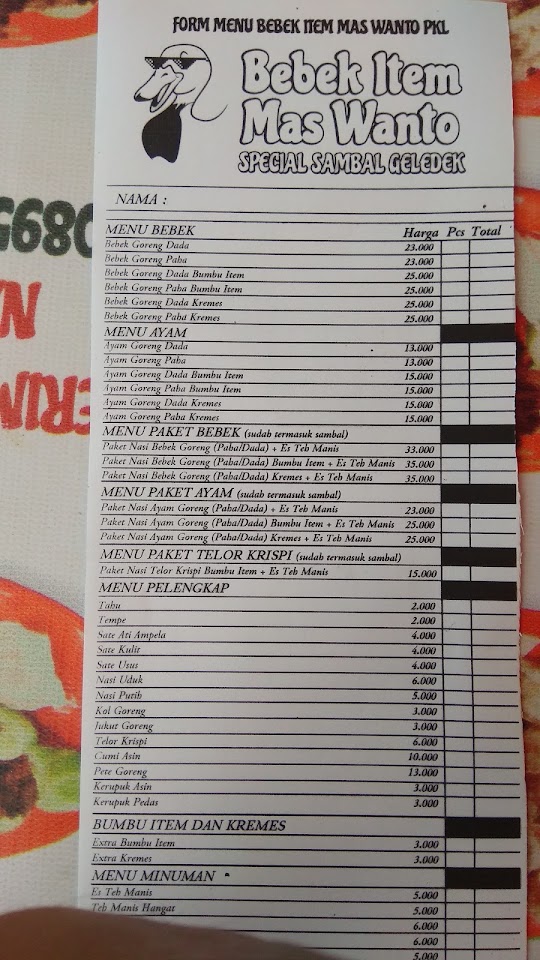 FORM MENU BEBEK ITEM MAS WANTO PKL
Bebek Item
Mas Wanto
SPECIAL SAMBAL GELEDEK
NAMA :
MENU BEBEK Harga Pcs Total
Bebek Goreng Dada 23.000
Bebek Goreng Paha 23.000
Bebek Goreng Dada Bumbu Item 25.000
Bebek Goreng Paha Bumbu Item 25.000
Bebek Goreng Dada Kremes 25.000
Bebek Goreng Paha Kremes 25.000
MENU AYAM
Ayam Goreng Dada 13.000
Ayam Goreng Paha 13.000
Ayam Goreng Dada Bumbu Item 15.000
Ayam Goreng Paha Bumbu Item 15.000
Ayam Goreng Dada Kremes 15.000
Ayam Goreng Paha Kremes 15.000
MENU PAKET BEBEK (sudah termasuk sambal)
Paket Nasi Bebek Goreng (Paha/Dada) + Es Teh Manis 33.000
Paket Nasi Bebek Goreng (Paha/Dada) Bumbu Item + Es Teh Manis 35.000
Paket Nasi Bebek Goreng (Paha/Dada) Kremes + Es Teh Manis 35.000
MENU PAKET AYAM (sudah termasuk sambal)
Paket Nasi Ayam Goreng (Paha/Dada) + Es Teh Manis 23.000
Paket Nasi Ayam Goreng (Paha/Dada) Bumbu Item + Es Teh Manis 25.000
Paket Nasi Ayam Goreng (Paha/Dada) Kremes + Es Teh Manis 25.000
MENU PAKET TELOR KRISPI (sudah termasuk sambal)
Paket Nasi Telor Krispi Bumbu Item + Es Teh Manis 15.000
MENU PELENGKAP
Tahu 2.000
Tempe 2.000
Sate Ati Ampela 4.000
Sate Kulit 4.000
Sate Usus 4.000
Nasi Uduk 6.000
Nasi Putih 5.000
Kol Goreng 3.000
Jukut Goreng 3.000
Telor Krispi 6.000
Cumi Asin 10.000
Pete Goreng 13.000
Kerupuk Asin 3.000
Kerupuk Pedas 3.000
BUMBU ITEM DAN KREMES
Extra Bumbu Item 3.000
Extra Kremes 3.000
MENU MINUMAN
Es Teh Manis 5.000
Teh Manis Hangat 5.000
6.000
6.000
5.000